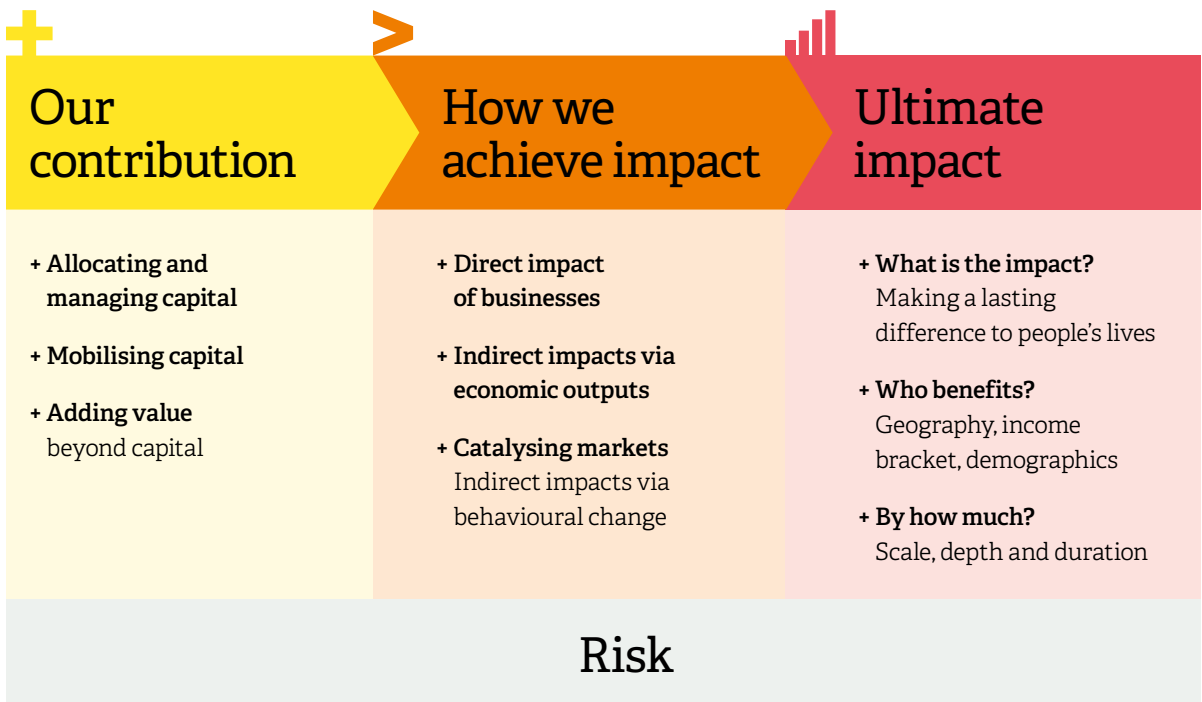 Our
contribution
+ Allocating and
managing capital
+ Mobilising capital
+ Adding value
beyond capital
How we
achieve impact
+ Direct impact
of businesses
+ Indirect impacts via
economic outputs
+ Catalysing markets
Indirect impacts via
behavioural change
Ultimate
impact
+ What is the impact?
Making a lasting
difference to people’s lives
+ Who benefits?
Geography, income
bracket, demographics
+ By how much?
Scale, depth and duration
Risk